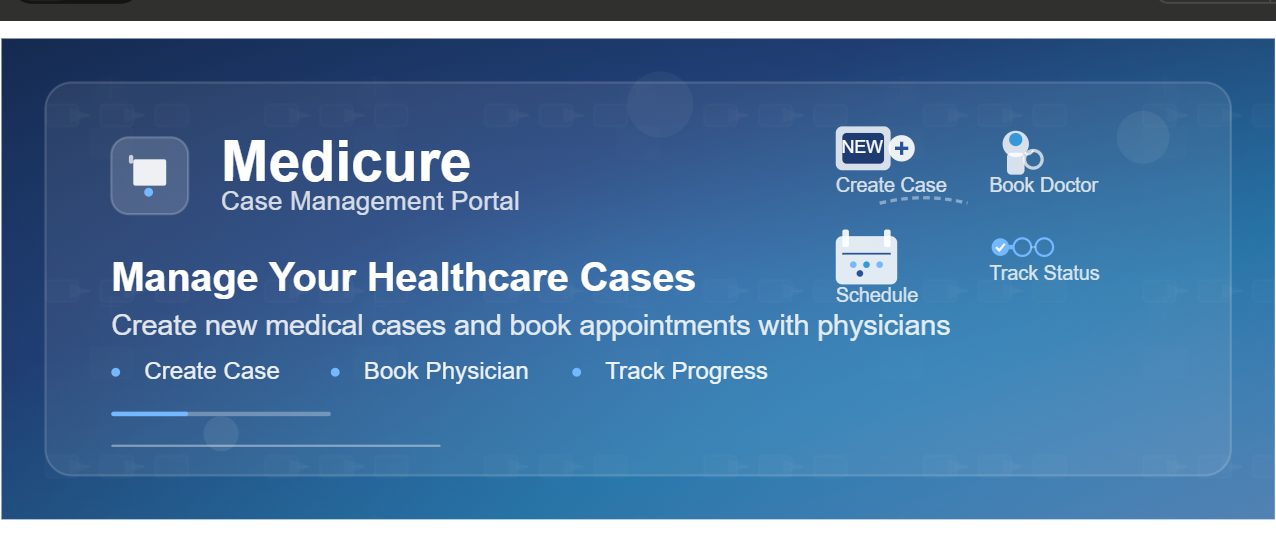 Medicure
Case Management Portal
NEW
Create Case
Book Doctor
Schedule
Track Status
Manage Your Healthcare Cases
Create new medical cases and book appointments with physicians
Create Case
Book Physician
Track Progress